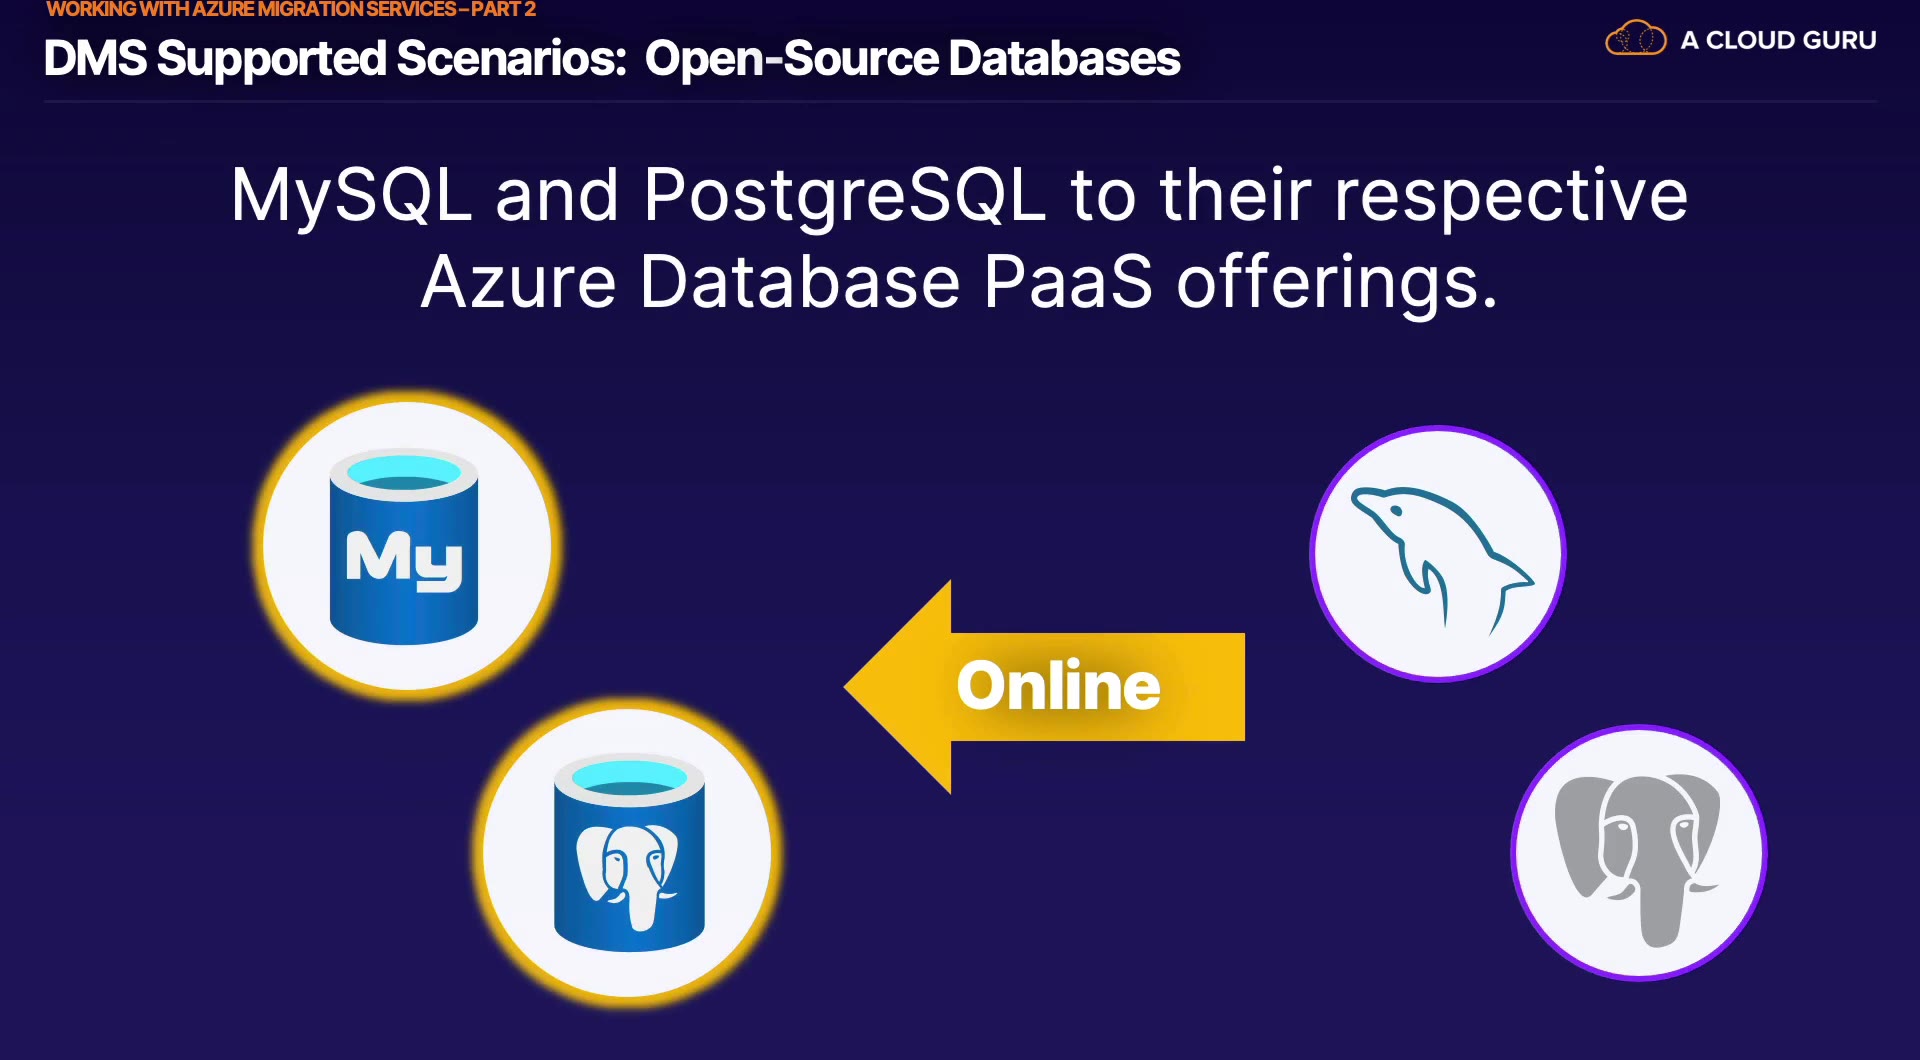 WORKING WITH AZURE MIGRATION SERVICES – PART 2
DMS Supported Scenarios: Open-Source Databases
A CLOUD GURU
MySQL and PostgreSQL to their respective
Azure Database PaaS offerings.
My
Online